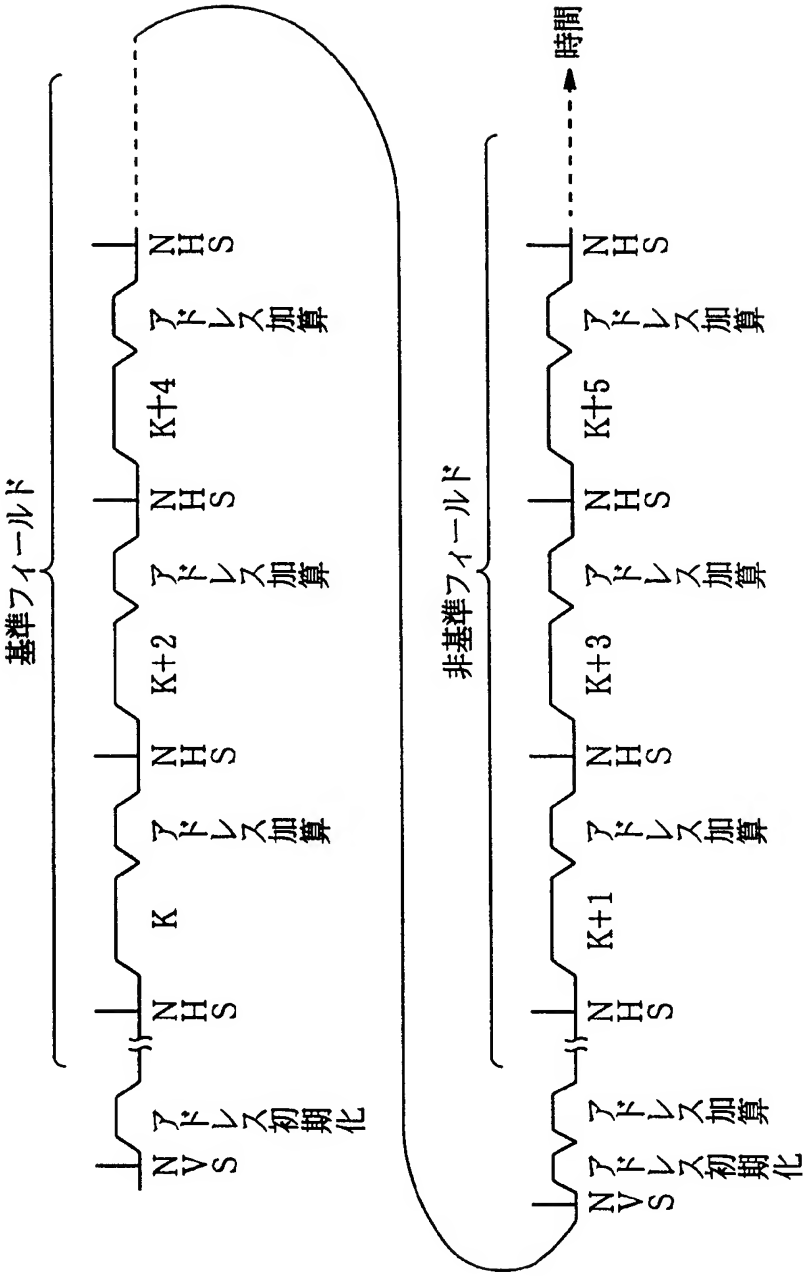 基準フィールド
NVS
アドレス初期化
NHS
K
アドレス加算
NHS
K+2
アドレス加算
NHS
K+4
アドレス加算
NHS
非基準フィールド
NVS
アドレス初期化
アドレス加算
NHS
K+1
アドレス加算
NHS
K+3
アドレス加算
NHS
K+5
アドレス加算
NHS
時間